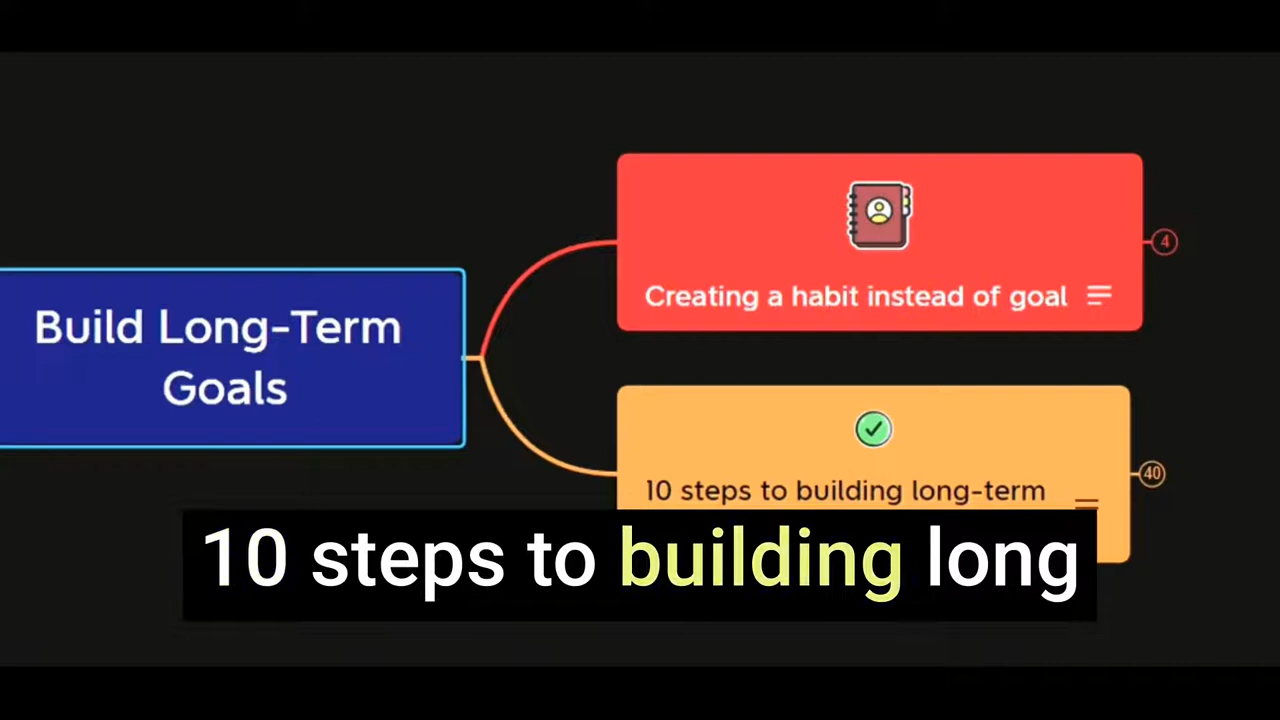 Build Long-Term
Goals
Creating a habit instead of goal
4
10 steps to building long-term
40
10 steps to building long